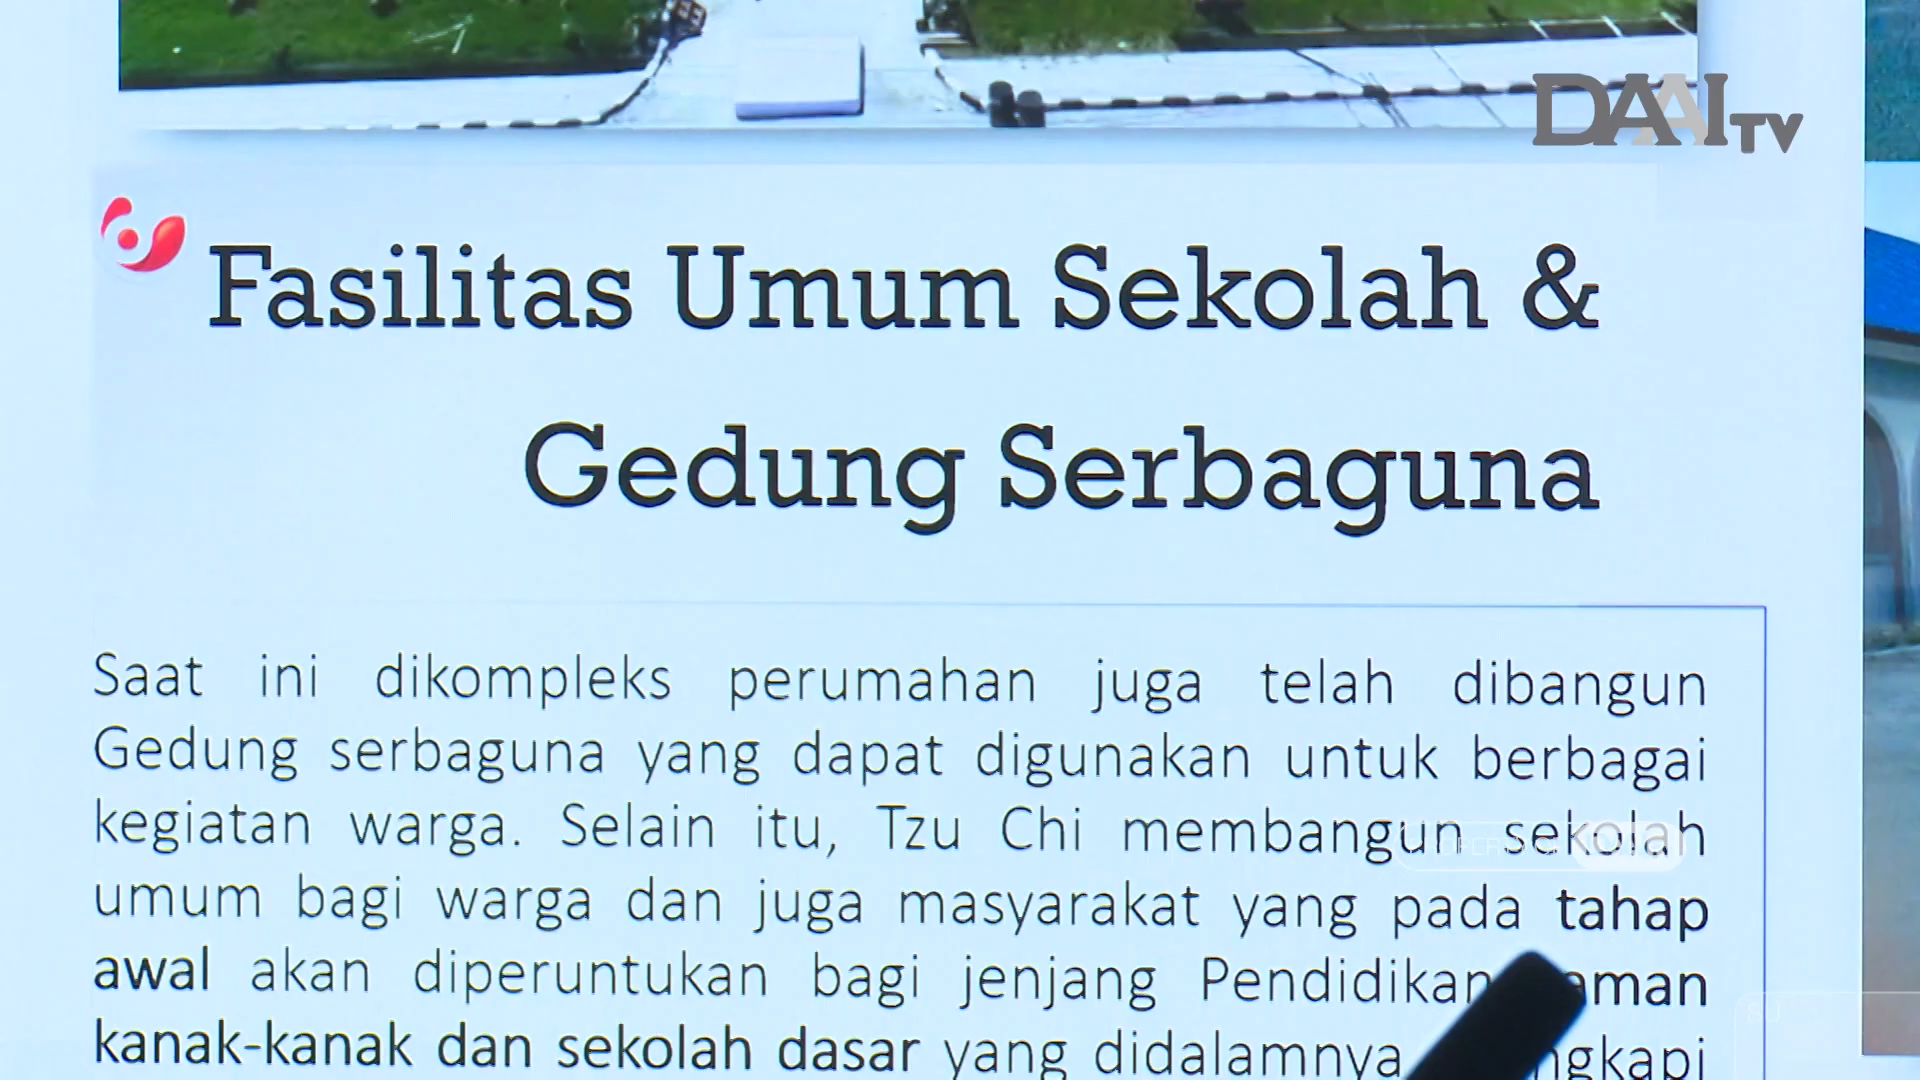 DAAI TV
Fasilitas Umum Sekolah &
Gedung Serbaguna
Saat ini dikompleks perumahan juga telah dibangun
Gedung serbaguna yang dapat digunakan untuk berbagai
kegiatan warga. Selain itu, Tzu Chi membangun sekolah
umum bagi warga dan juga masyarakat yang pada tahap
awal akan diperuntukan bagi jenjang Pendidikan
kanak-kanak dan sekolah dasar yang didalamnya